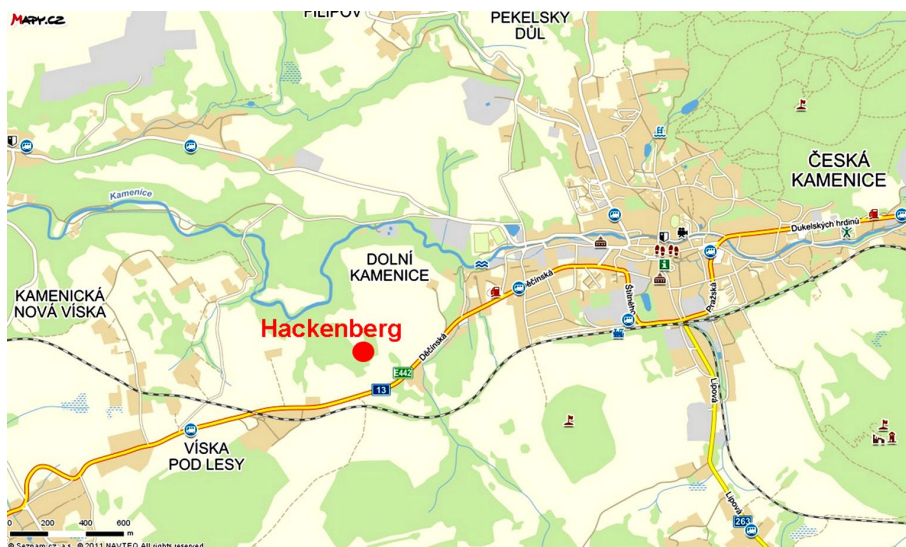 MAPY.CZ
FILIPOV
PEKELSKÝ
DŮL
ČESKÁ
KAMENICE
Kamenice
Dukelských hrdinů
DOLNÍ
KAMENICE
Děčínská
KAMENICKÁ
NOVÁ VÍSKA
Pražská
Hackenberg
Děčínská
E442
13
Lipová
VÍSKA
POD LESY
Lipová
263
0 200 400 600
m
© Seznam.cz, a.s., © 2011 NAVTEQ All rights reserved